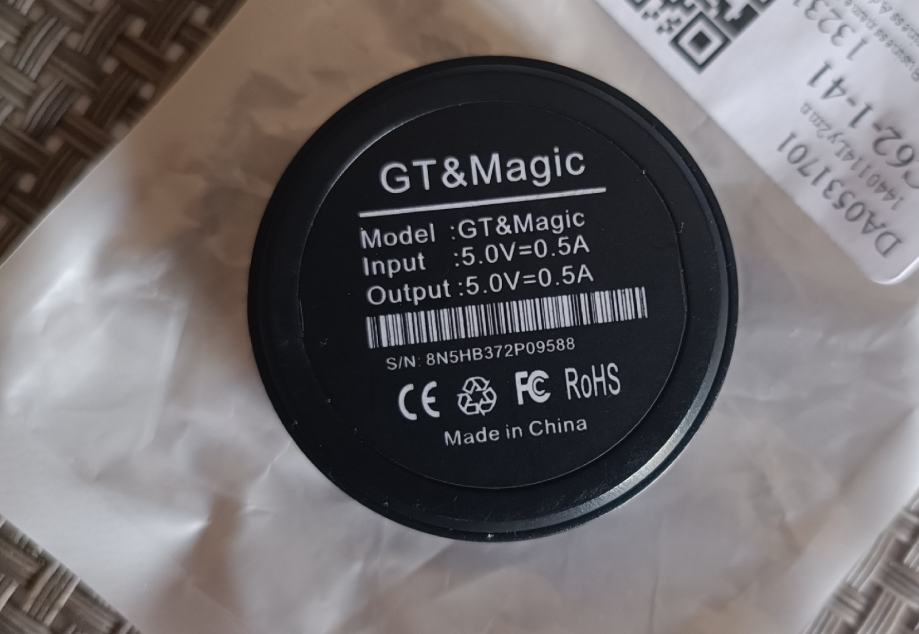 GT&Magic
Model :GT&Magic
Input :5.0V=0.5A
Output :5.0V=0.5A
S/N: 8N5HB372P09588
CE FC RoHS
Made in China
DA0531701